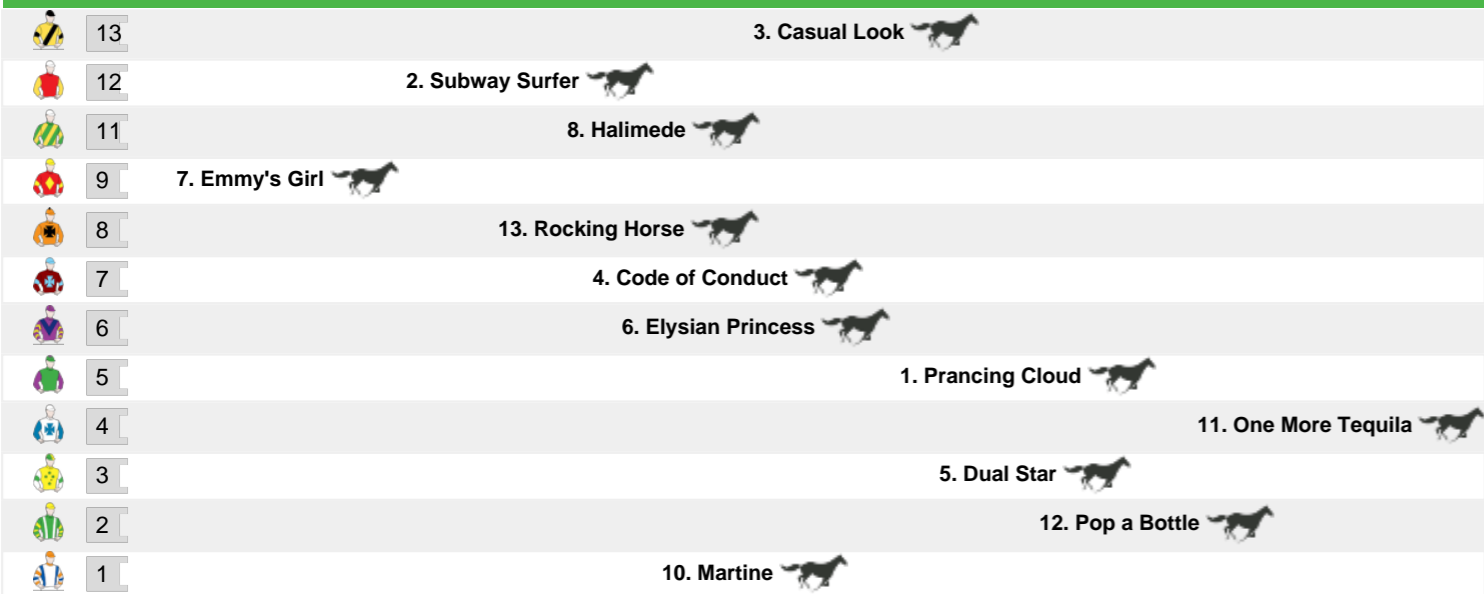 13 3. Casual Look
12 2. Subway Surfer
11 8. Halimede
9 7. Emmy's Girl
8 13. Rocking Horse
7 4. Code of Conduct
6 6. Elysian Princess
5 1. Prancing Cloud
4 11. One More Tequila
3 5. Dual Star
2 12. Pop a Bottle
1 10. Martine